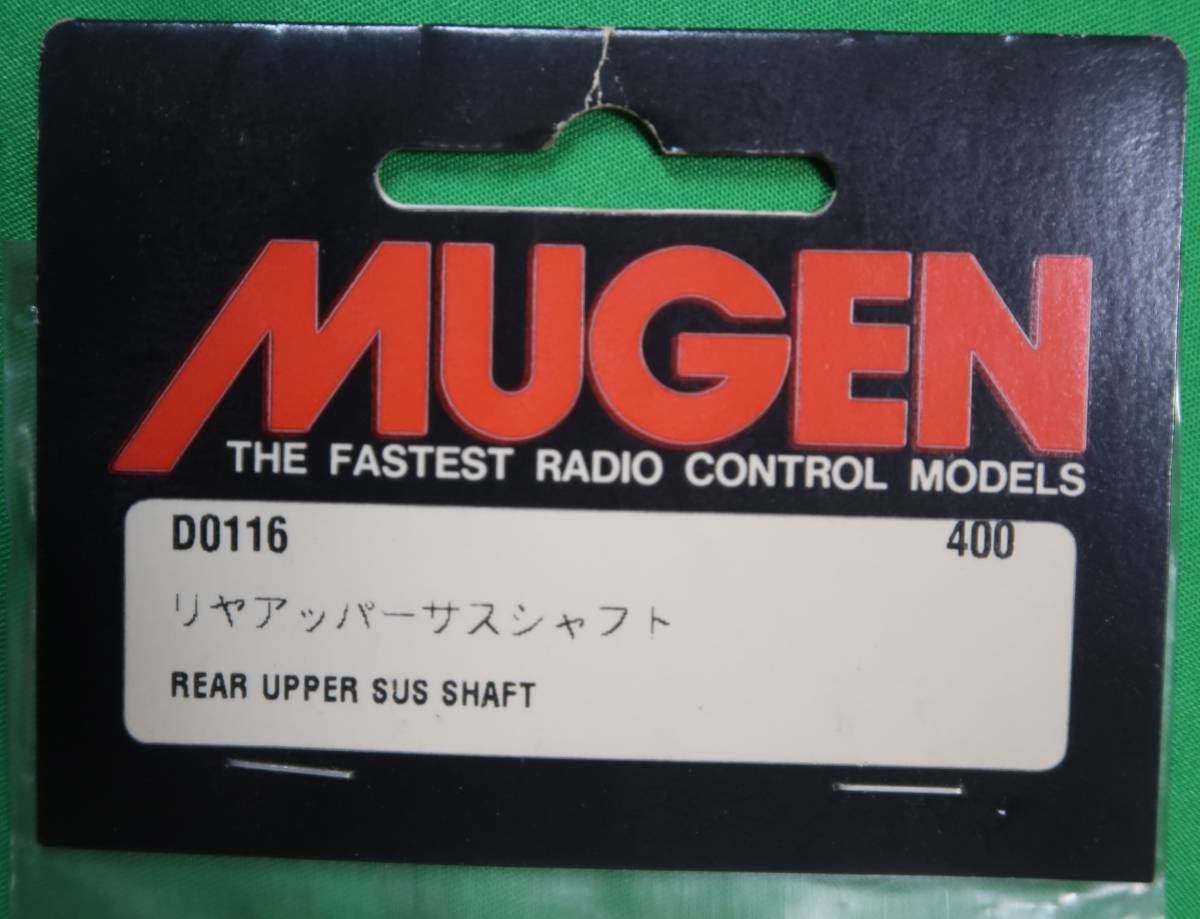 MUGEN
THE FASTEST RADIO CONTROL MODELS
D0116 400
リヤアッパーサスシャフト
REAR UPPER SUS SHAFT